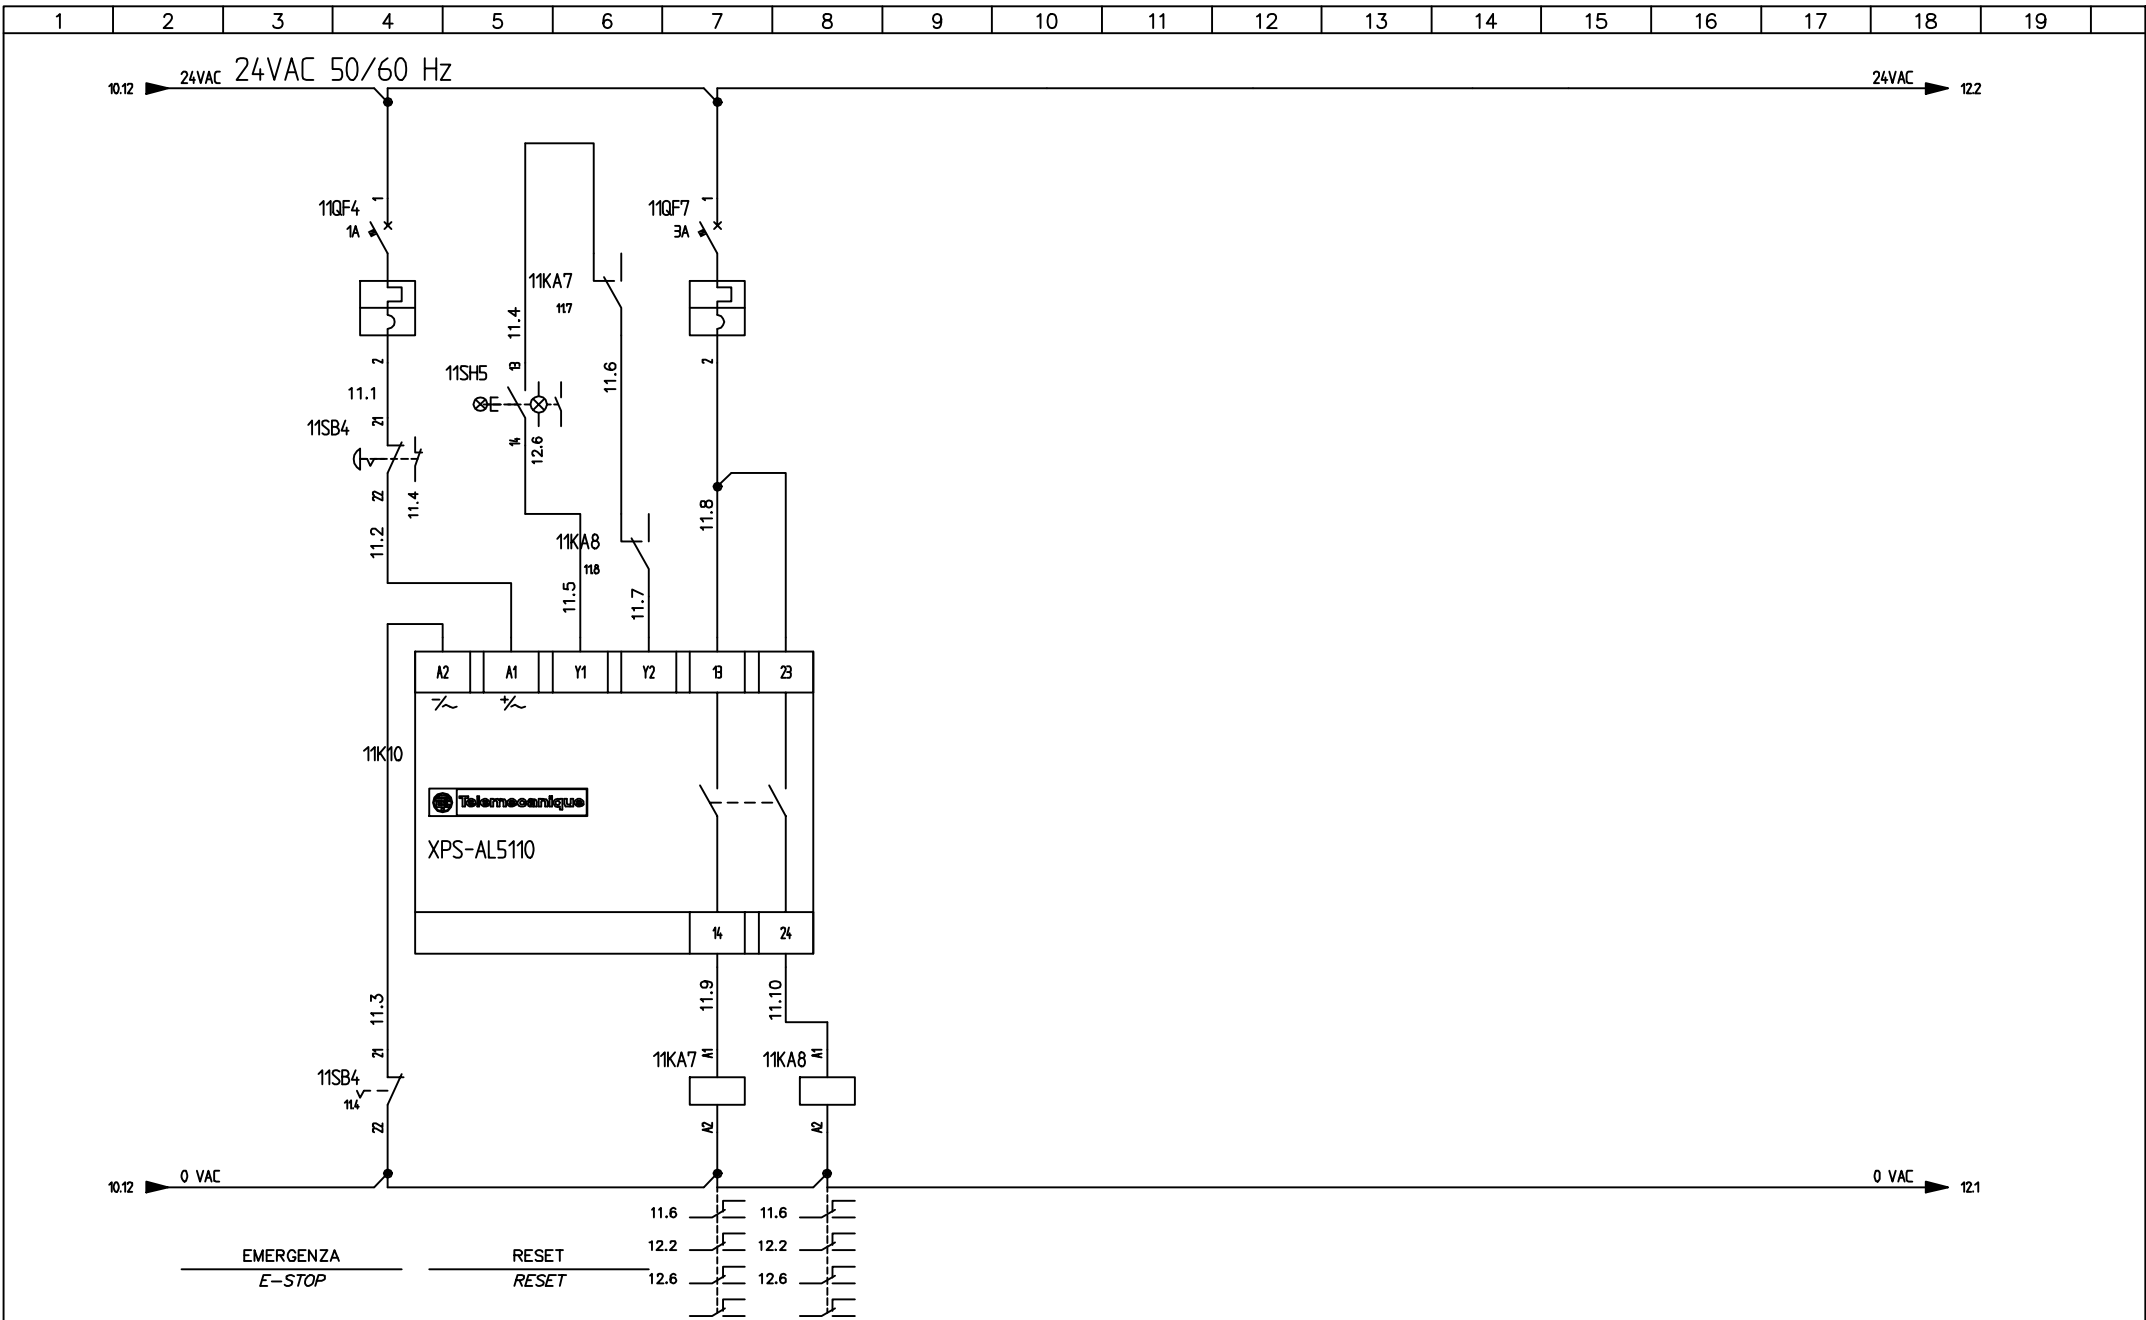 1 2 3 4 5 6 7 8 9 10 11 12 13 14 15 16 17 18 19
24VAC 24VAC 50/60 Hz
24VAC
10.12
12.2
1
1
11QF4
1A
11QF7
3A
11KA7
11.7
11.4
2
13
11.6
2
11SH5
11.1
21
11SB4
14
12.6
22
11.4
11.8
11.2
11KA8
11.8
11.5
11.7
A2 A1 Y1 Y2 13 23
-/~ +/~
11K10
Telemecanique
XPS-AL5110
14 24
11.3
11.9
11.10
21
11KA7 A1
11KA8 A1
11SB4
11.4
22
A2
A2
0 VAC
0 VAC
10.12
12.1
11.6 11.6
12.2 12.2
EMERGENZA RESET
E-STOP RESET
12.6 12.6